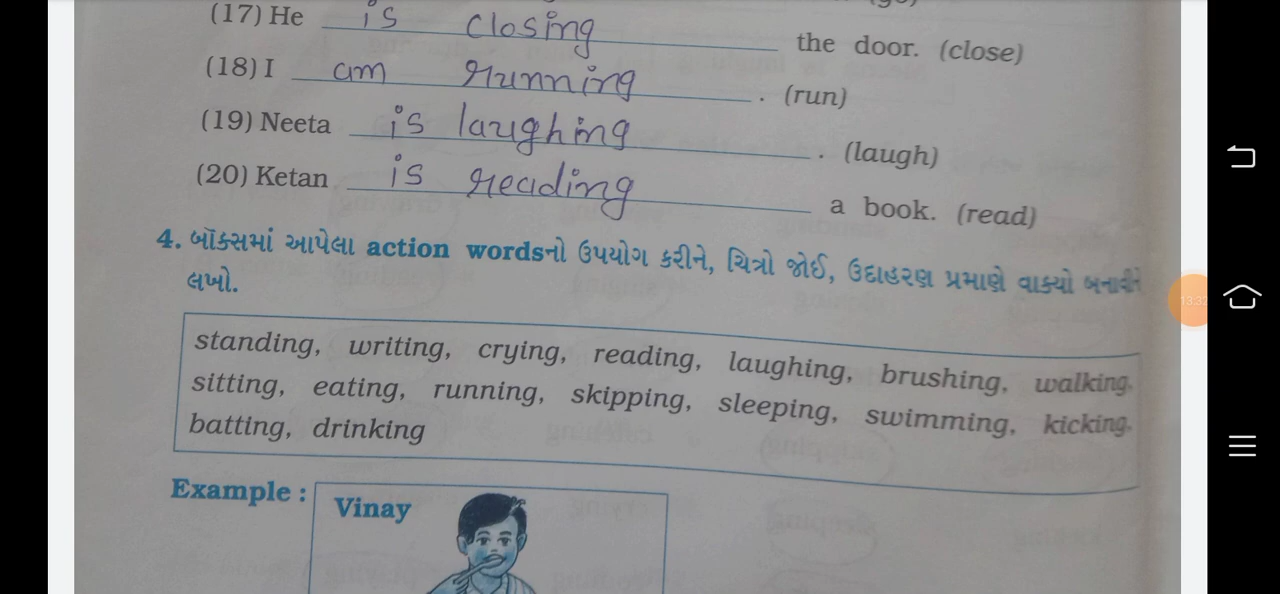 (17) He is closing the door. (close)
(18) I am running . (run)
(19) Neeta is laughing . (laugh)
(20) Ketan is reading a book. (read)
4. બૉક્સમાં આપેલા action wordsનો ઉપયોગ કરીને, ચિત્રો જોઈ, ઉદાહરણ પ્રમાણે વાક્યો બનાવીને
લખો.
standing, writing, crying, reading, laughing, brushing, walking,
sitting, eating, running, skipping, sleeping, swimming, kicking,
batting, drinking
Example :
Vinay
13:32